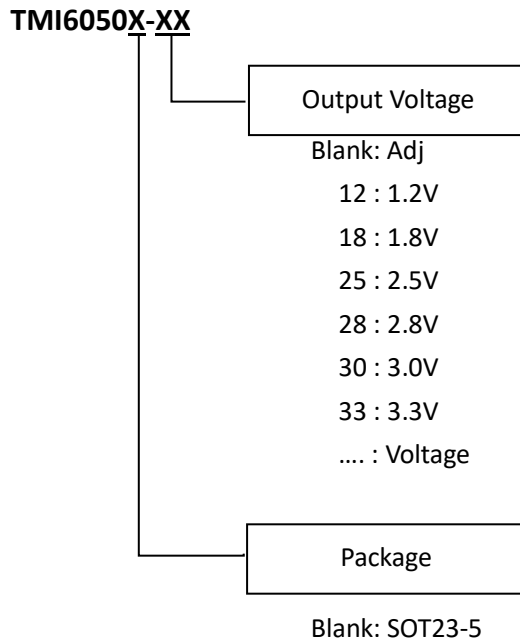 TMI6050X-XX
Output Voltage
Blank: Adj
12 : 1.2V
18 : 1.8V
25 : 2.5V
28 : 2.8V
30 : 3.0V
33 : 3.3V
.... : Voltage
Package
Blank: SOT23-5